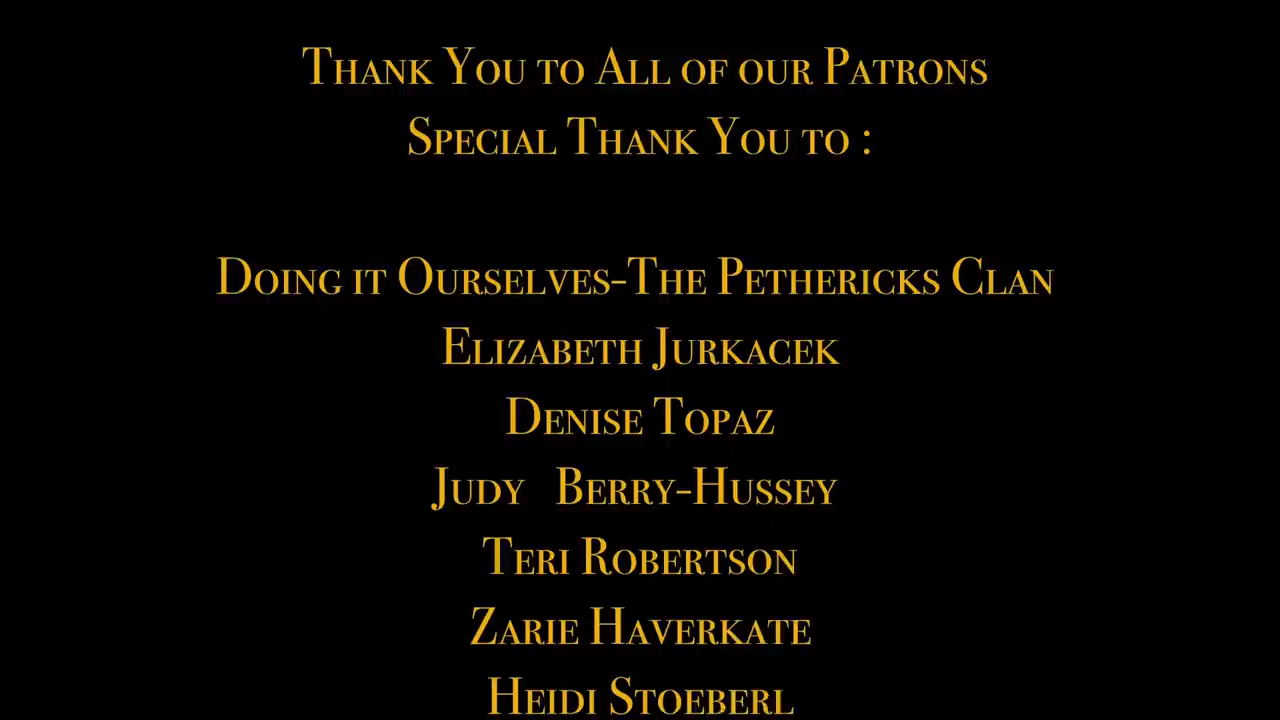 Thank You to All of our Patrons
Special Thank You to :
Doing it Ourselves-The Pethericks Clan
Elizabeth Jurkacek
Denise Topaz
Judy   Berry-Hussey
Teri Robertson
Zarie Haverkate
Heidi Stoeberl